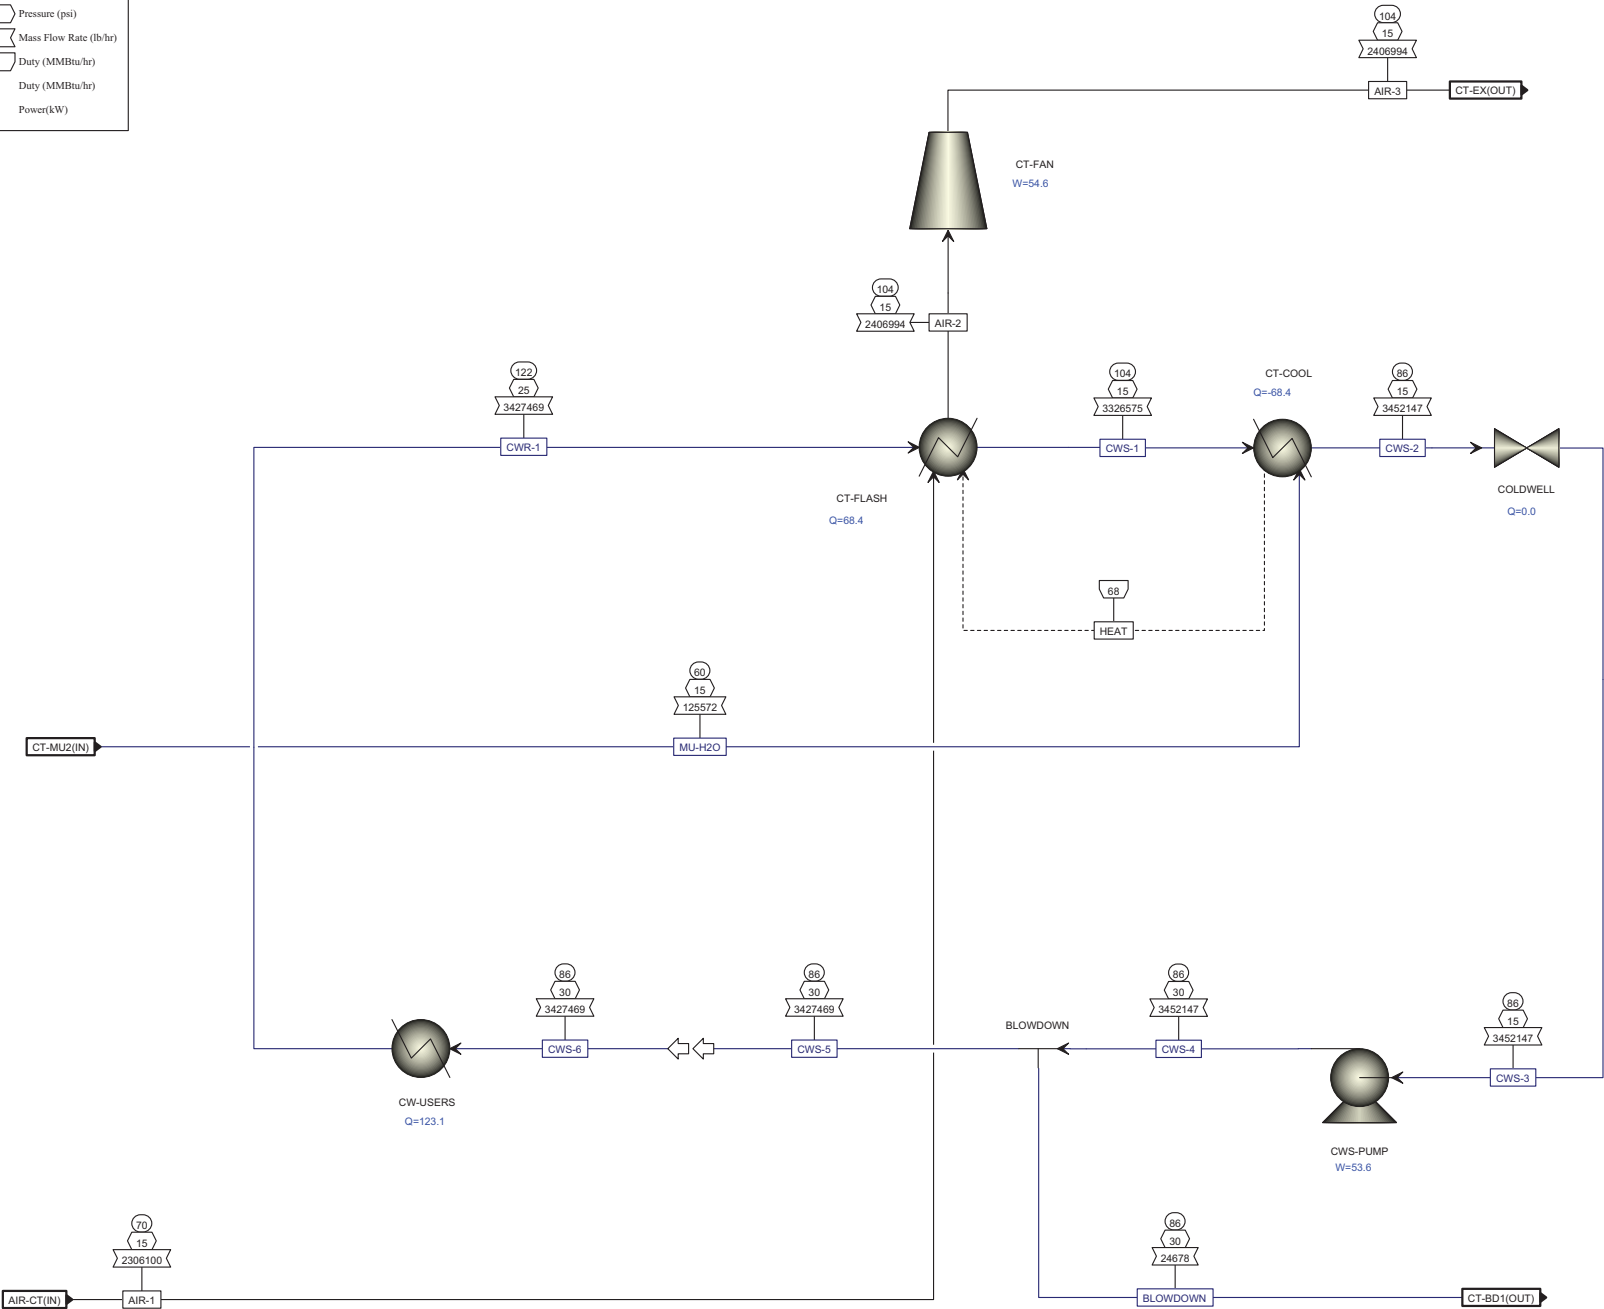 Pressure (psi)
Mass Flow Rate (lb/hr)
Duty (MMBtu/hr)
Duty (MMBtu/hr)
Power(kW)
104
15
2406994
AIR-3
CT-EX(OUT)
CT-FAN
W=54.6
104
15
2406994
AIR-2
122
25
3427469
CWR-1
104
15
3326575
CWS-1
CT-COOL
Q=-68.4
86
15
3452147
CWS-2
CT-FLASH
Q=68.4
COLDWELL
Q=0.0
68
HEAT
60
15
125572
CT-MU2(IN)
MU-H2O
86
30
3427469
CWS-6
86
30
3427469
CWS-5
BLOWDOWN
86
30
3452147
CWS-4
86
15
3452147
CWS-3
CW-USERS
Q=123.1
CWS-PUMP
W=53.6
70
15
2306100
AIR-CT(IN)
AIR-1
86
30
24678
BLOWDOWN
CT-BD1(OUT)